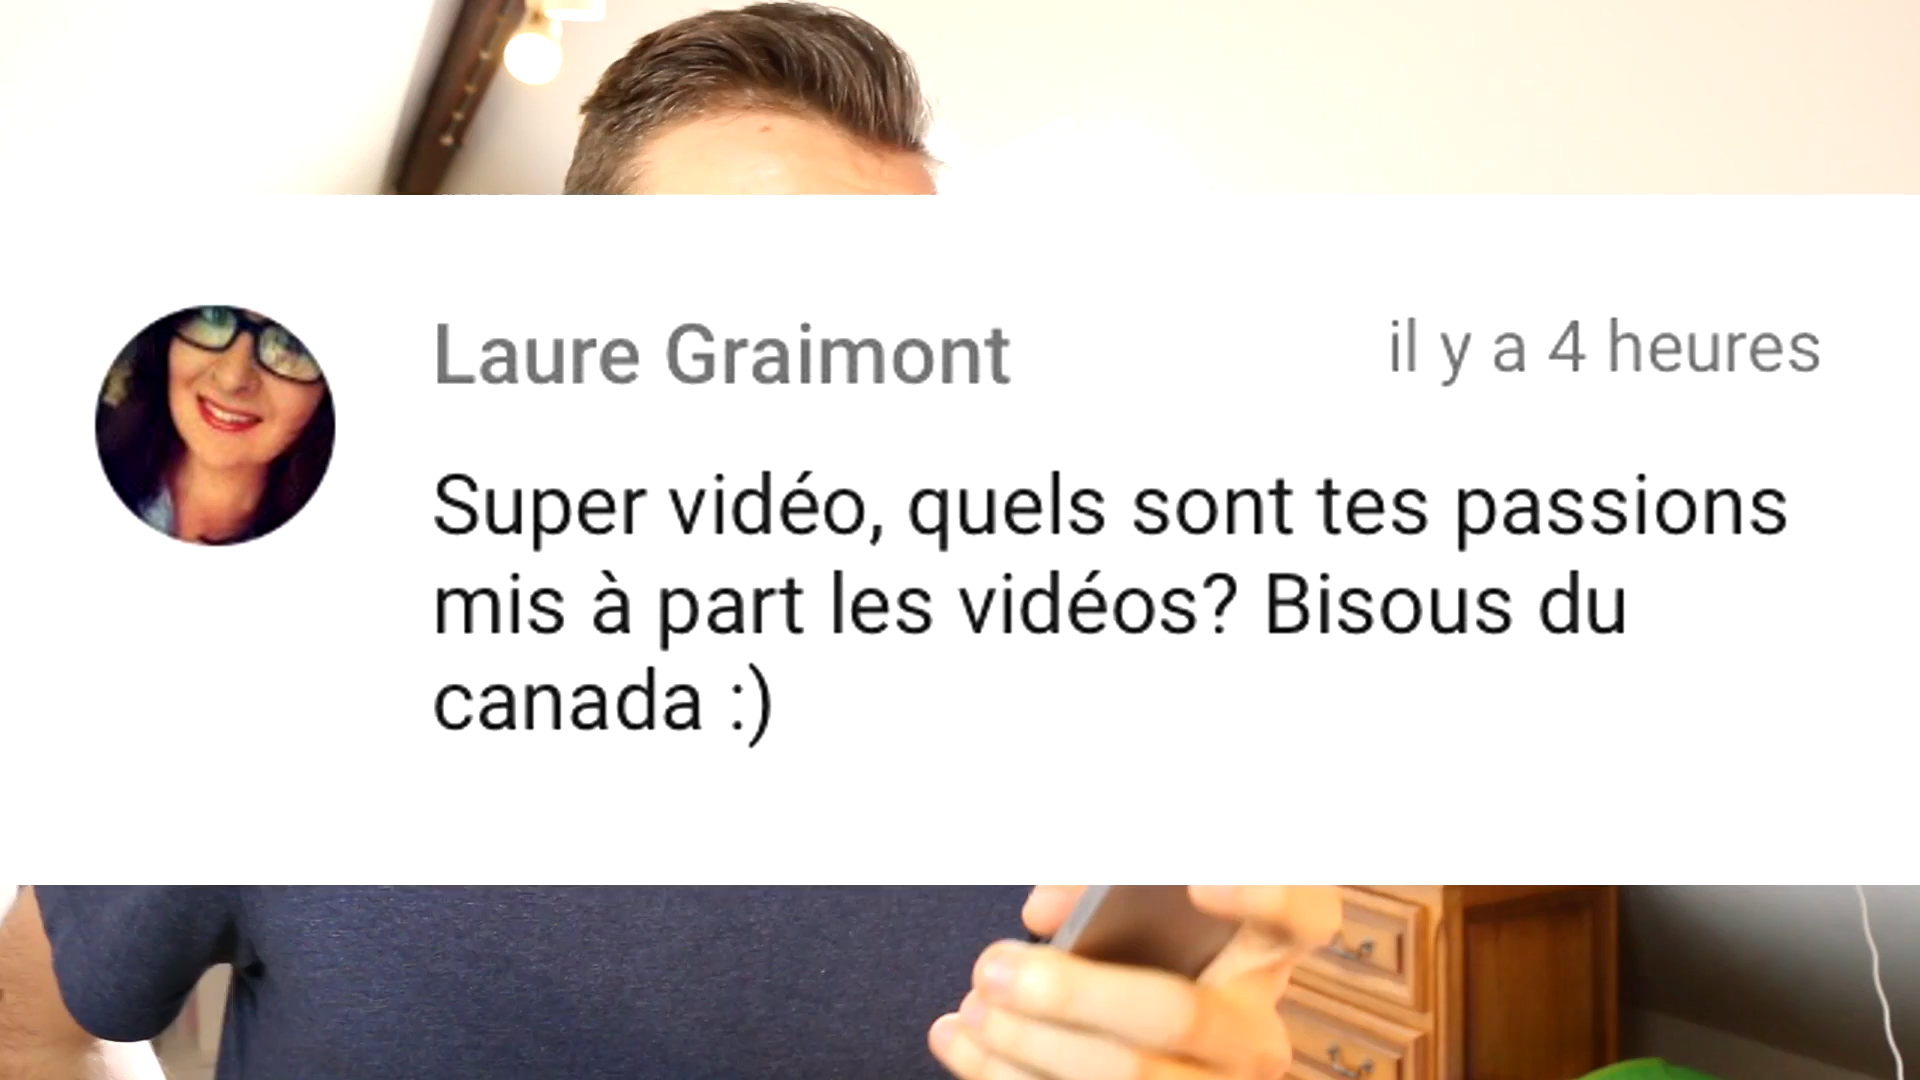 Laure Graimont
il y a 4 heures
Super vidéo, quels sont tes passions
mis à part les vidéos? Bisous du
canada :)